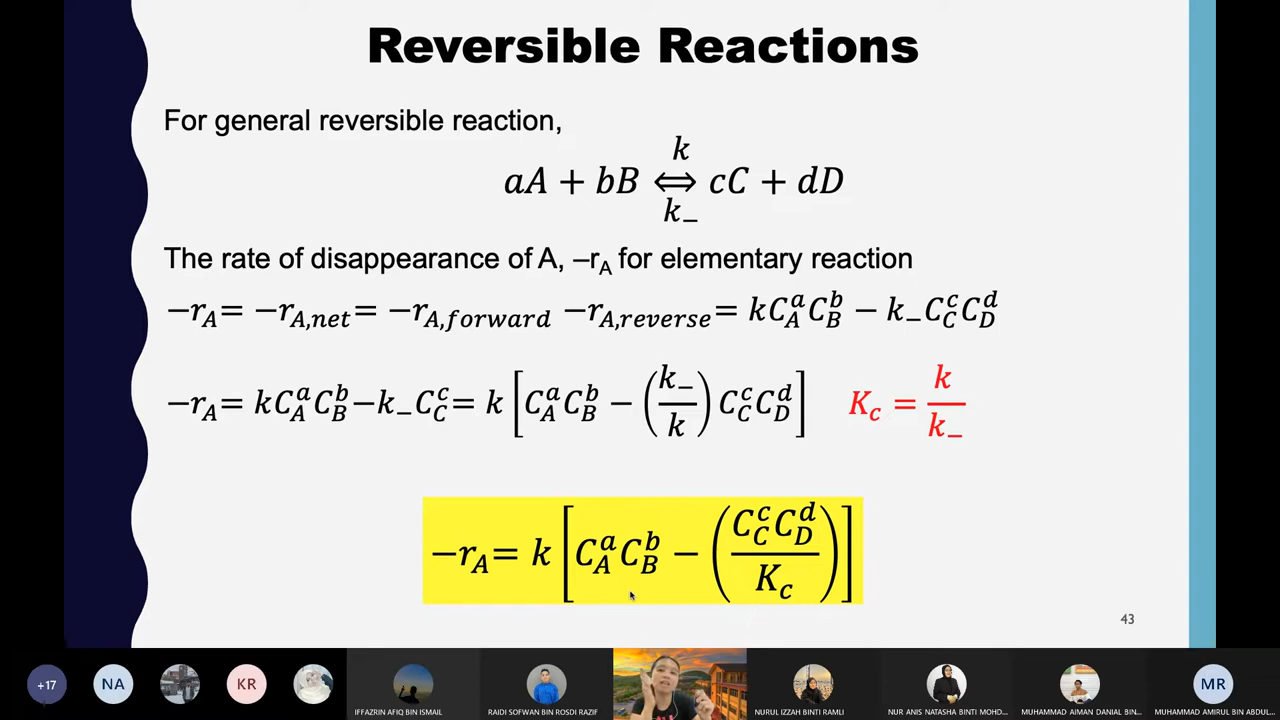 Reversible Reactions
For general reversible reaction,
k
aA + bB ⇔ cC + dD
k₋
The rate of disappearance of A, –r_A for elementary reaction
−r_A= −r_{A,net}= −r_{A,forward} −r_{A,reverse}= kC_A^a C_B^b − k₋C_C^c C_D^d
−r_A= kC_A^a C_B^b−k₋C_C^c= k [C_A^a C_B^b − (k₋/k) C_C^c C_D^d] K_c = k/k₋
−r_A= k [C_A^a C_B^b − (C_C^c C_D^d/K_c)]
43
+17
NA
KR
MR
IFFAZRIN AFIQ BIN ISMAIL
RAIDI SOFWAN BIN ROSDI RAZIF
NURUL IZZAH BINTI RAMLI
NUR ANIS NATASHA BINTI MOHD...
MUHAMMAD AIMAN DANIAL BIN...
MUHAMMAD AMIRUL BIN ABDUL...